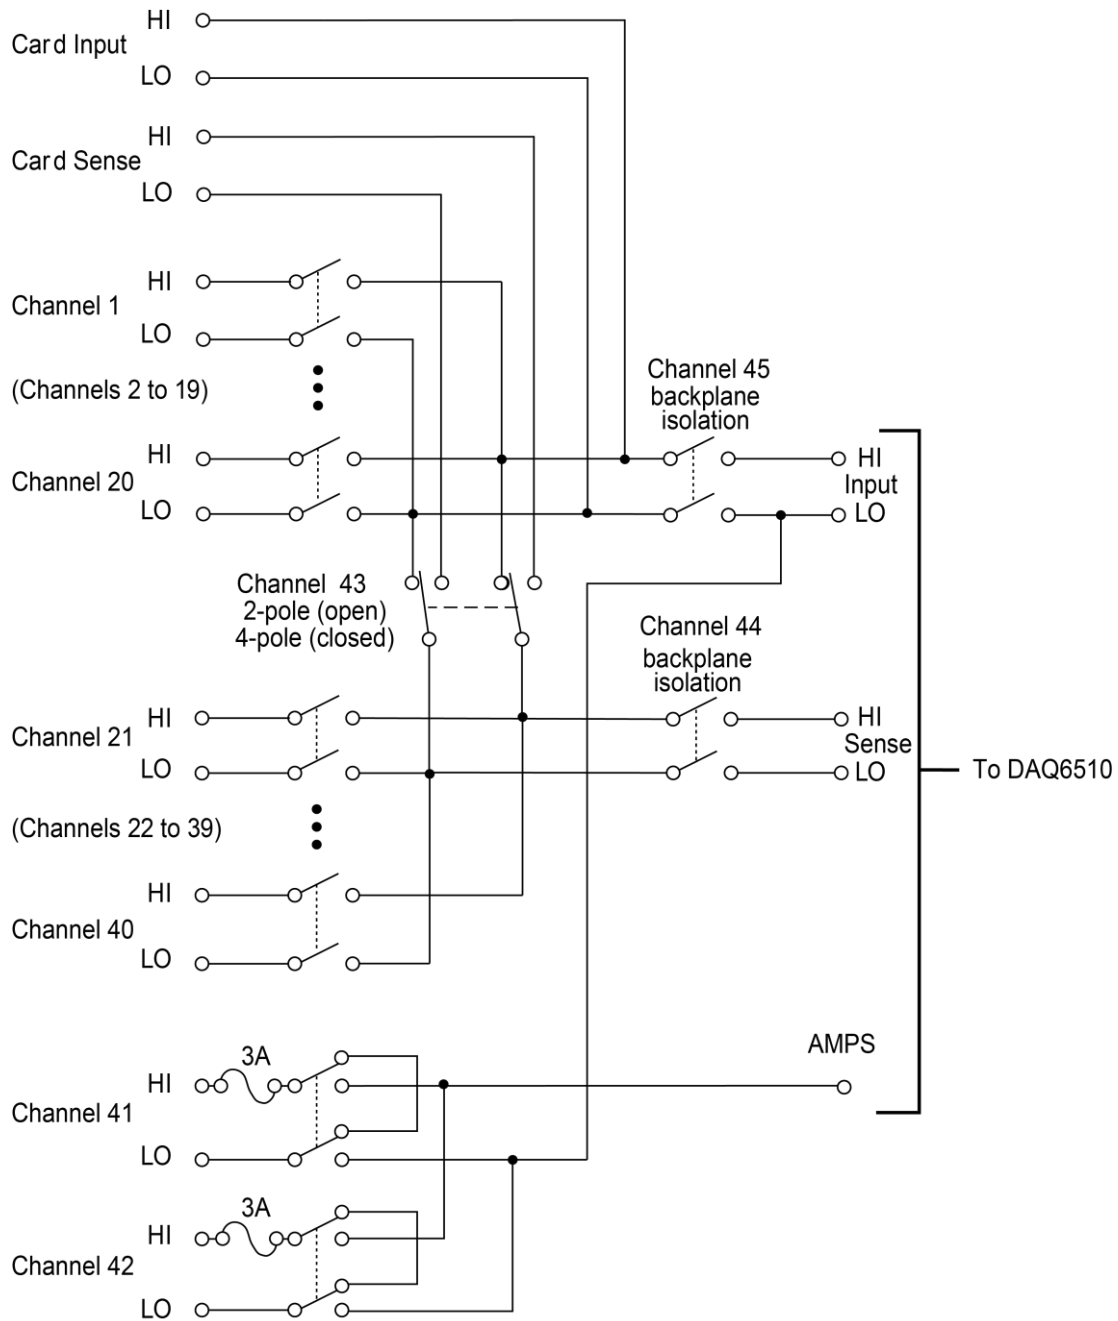 HI
Card Input
LO
HI
Card Sense
LO
HI
Channel 1
LO
(Channels 2 to 19)
Channel 45
backplane
isolation
HI
Channel 20
LO
HI
Input
LO
Channel 43
2-pole (open)
4-pole (closed)
Channel 44
backplane
isolation
HI
Channel 21
LO
HI
Sense
LO
To DAQ6510
(Channels 22 to 39)
HI
Channel 40
LO
AMPS
3A
HI
Channel 41
LO
3A
HI
Channel 42
LO